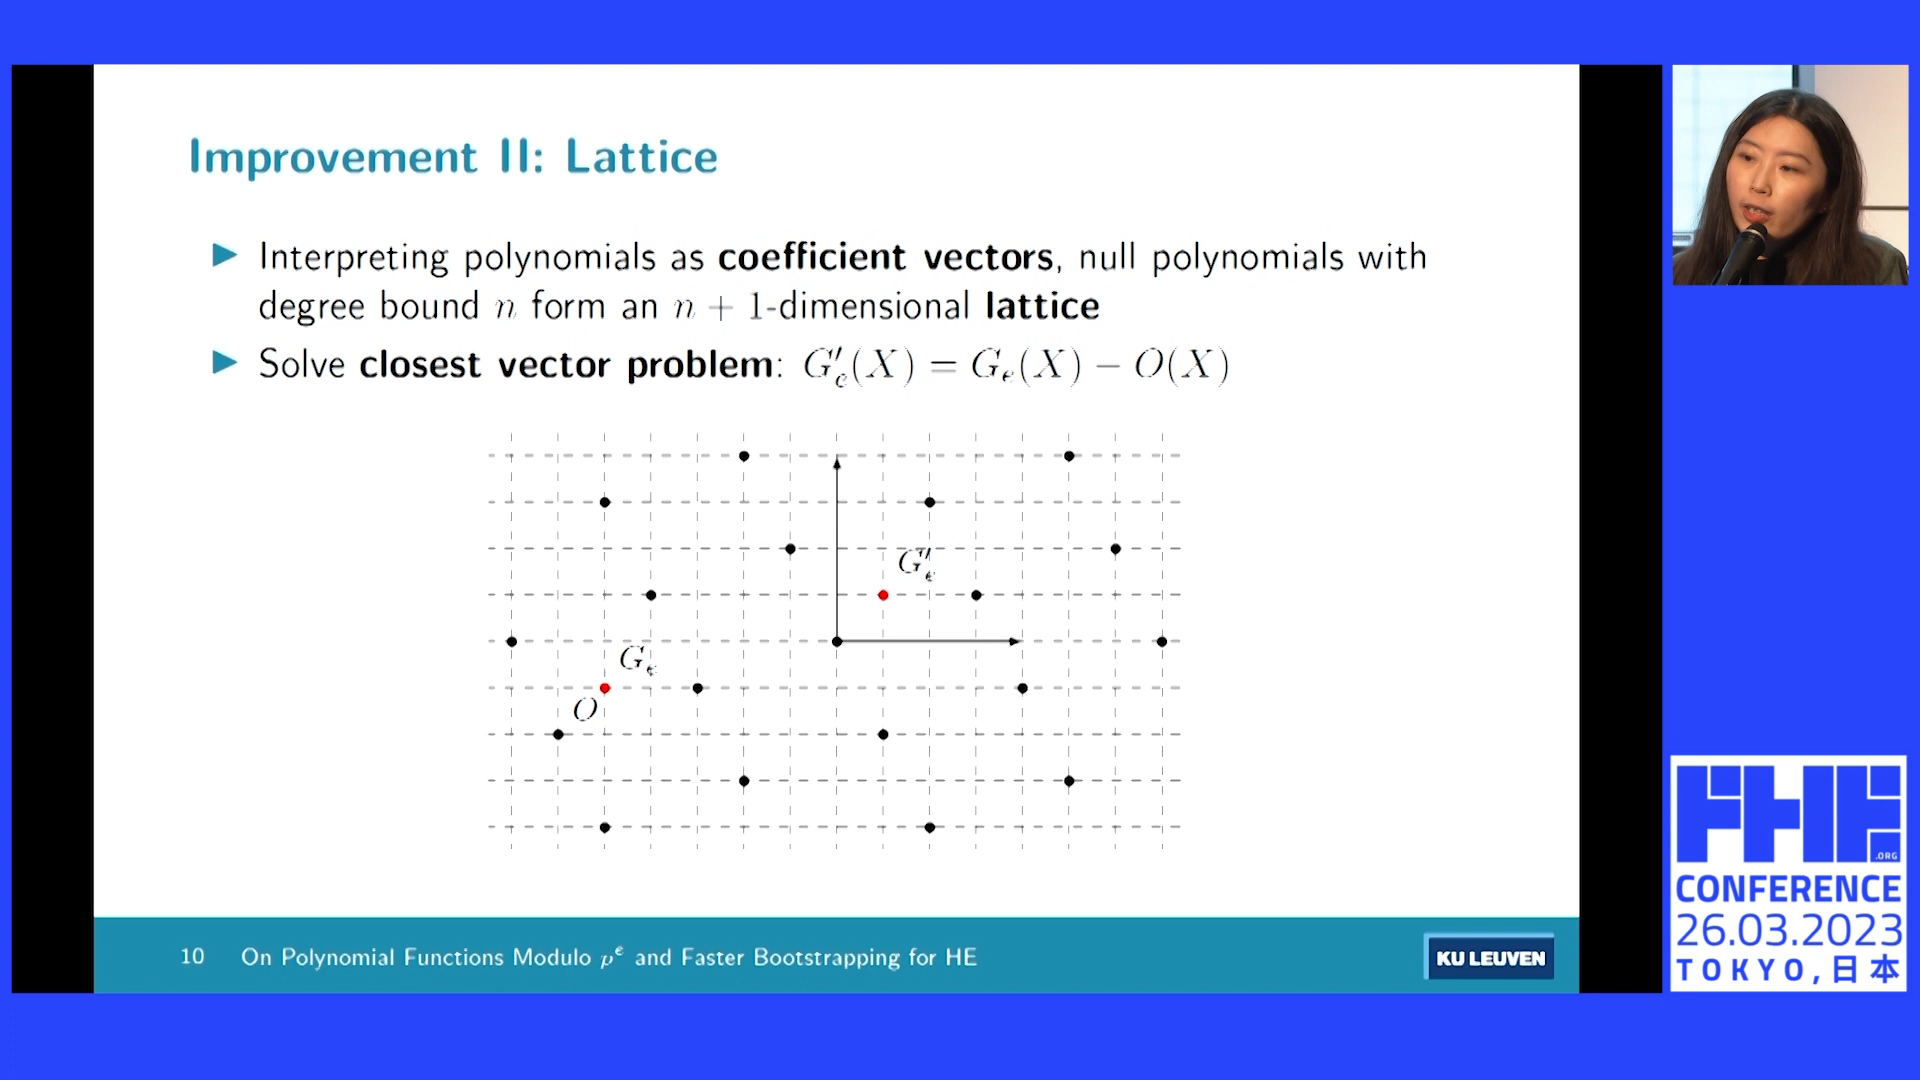 Improvement II: Lattice
▶ Interpreting polynomials as coefficient vectors, null polynomials with
degree bound n form an n + 1-dimensional lattice
▶ Solve closest vector problem: G′ₑ(X) = Gₑ(X) − O(X)
G′ₑ
Gₑ
O
10 On Polynomial Functions Modulo pᵉ and Faster Bootstrapping for HE
KU LEUVEN
FHE
.ORG
CONFERENCE
26.03.2023
TOKYO, 日本